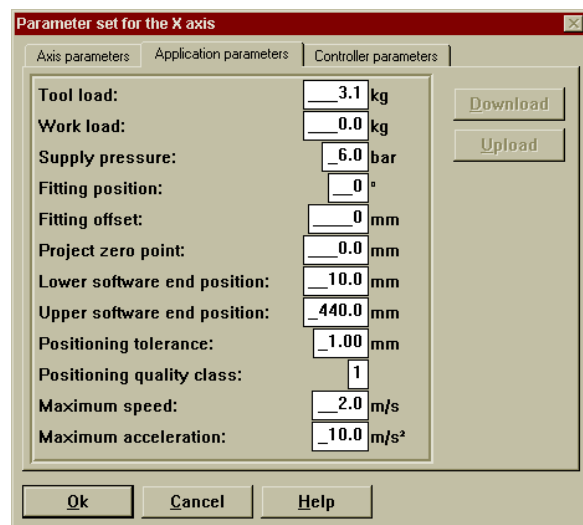 Parameter set for the X axis
Axis parameters Application parameters Controller parameters
Tool load: ___3.1 kg
Download
Work load: ___0.0 kg
Upload
Supply pressure: _6.0 bar
Fitting position: __0 °
Fitting offset: ____0 mm
Project zero point: ___0.0 mm
Lower software end position: __10.0 mm
Upper software end position: _440.0 mm
Positioning tolerance: _1.00 mm
Positioning quality class: 1
Maximum speed: __2.0 m/s
Maximum acceleration: _10.0 m/s²
Ok Cancel Help